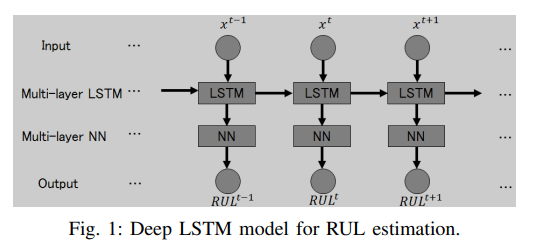 x^{t-1} x^{t} x^{t+1}
Input ... ...
Multi-layer LSTM ... LSTM LSTM LSTM ...
Multi-layer NN ... NN NN NN ...
Output ... ...
RUL^{t-1} RUL^{t} RUL^{t+1}
Fig. 1: Deep LSTM model for RUL estimation.